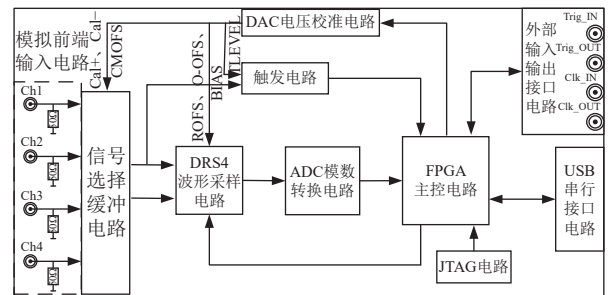 模拟前端
输入电路
Cal+、Cal−
CMOFS
Ch1
50Ω
Ch2
50Ω
Ch3
50Ω
Ch4
50Ω
信号
选择
缓冲
电路
DAC电压校准电路
ROFS、O-OFS、
BIAS
TLEVEL
触发电路
DRS4
波形采样
电路
ADC模数
转换电路
FPGA
主控电路
JTAG电路
外部
输入
输出
接口
电路
Trig_IN
Trig_OUT
Clk_IN
Clk_OUT
USB
串行
接口
电路